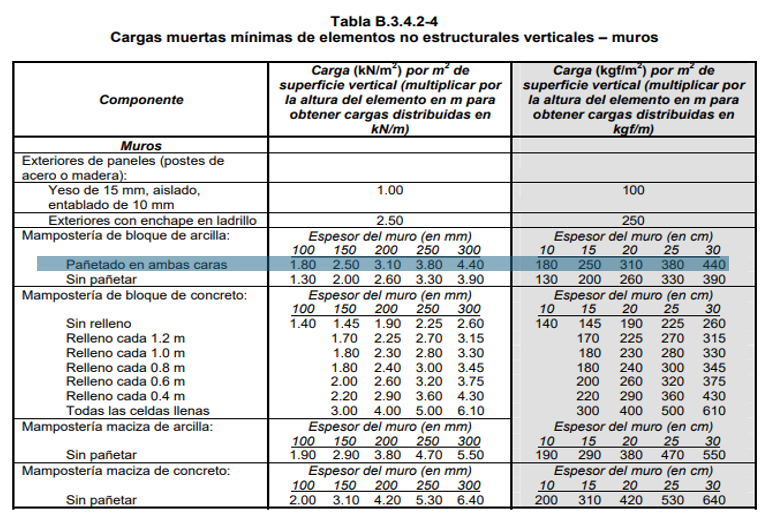 Tabla B.3.4.2-4
Cargas muertas mínimas de elementos no estructurales verticales – muros
Componente
Carga (kN/m²) por m² de
superficie vertical (multiplicar por
la altura del elemento en m para
obtener cargas distribuidas en
kN/m)
Carga (kgf/m²) por m² de
superficie vertical (multiplicar por
la altura del elemento en m para
obtener cargas distribuidas en
kgf/m)
Muros
Exteriores de paneles (postes de
acero o madera):
Yeso de 15 mm, aislado,
entablado de 10 mm
1.00 100
Exteriores con enchape en ladrillo 2.50 250
Mampostería de bloque de arcilla: Espesor del muro (en mm) Espesor del muro (en cm)
100 150 200 250 300 10 15 20 25 30
Pañetado en ambas caras 1.80 2.50 3.10 3.80 4.40 180 250 310 380 440
Sin pañetar 1.30 2.00 2.60 3.30 3.90 130 200 260 330 390
Mampostería de bloque de concreto: Espesor del muro (en mm) Espesor del muro (en cm)
100 150 200 250 300 10 15 20 25 30
Sin relleno 1.40 1.45 1.90 2.25 2.60 140 145 190 225 260
Relleno cada 1.2 m 1.70 2.25 2.70 3.15 170 225 270 315
Relleno cada 1.0 m 1.80 2.30 2.80 3.30 180 230 280 330
Relleno cada 0.8 m 1.80 2.40 3.00 3.45 180 240 300 345
Relleno cada 0.6 m 2.00 2.60 3.20 3.75 200 260 320 375
Relleno cada 0.4 m 2.20 2.90 3.60 4.30 220 290 360 430
Todas las celdas llenas 3.00 4.00 5.00 6.10 300 400 500 610
Mampostería maciza de arcilla: Espesor del muro (en mm) Espesor del muro (en cm)
100 150 200 250 300 10 15 20 25 30
Sin pañetar 1.90 2.90 3.80 4.70 5.50 190 290 380 470 550
Mampostería maciza de concreto: Espesor del muro (en mm) Espesor del muro (en cm)
100 150 200 250 300 10 15 20 25 30
Sin pañetar 2.00 3.10 4.20 5.30 6.40 200 310 420 530 640